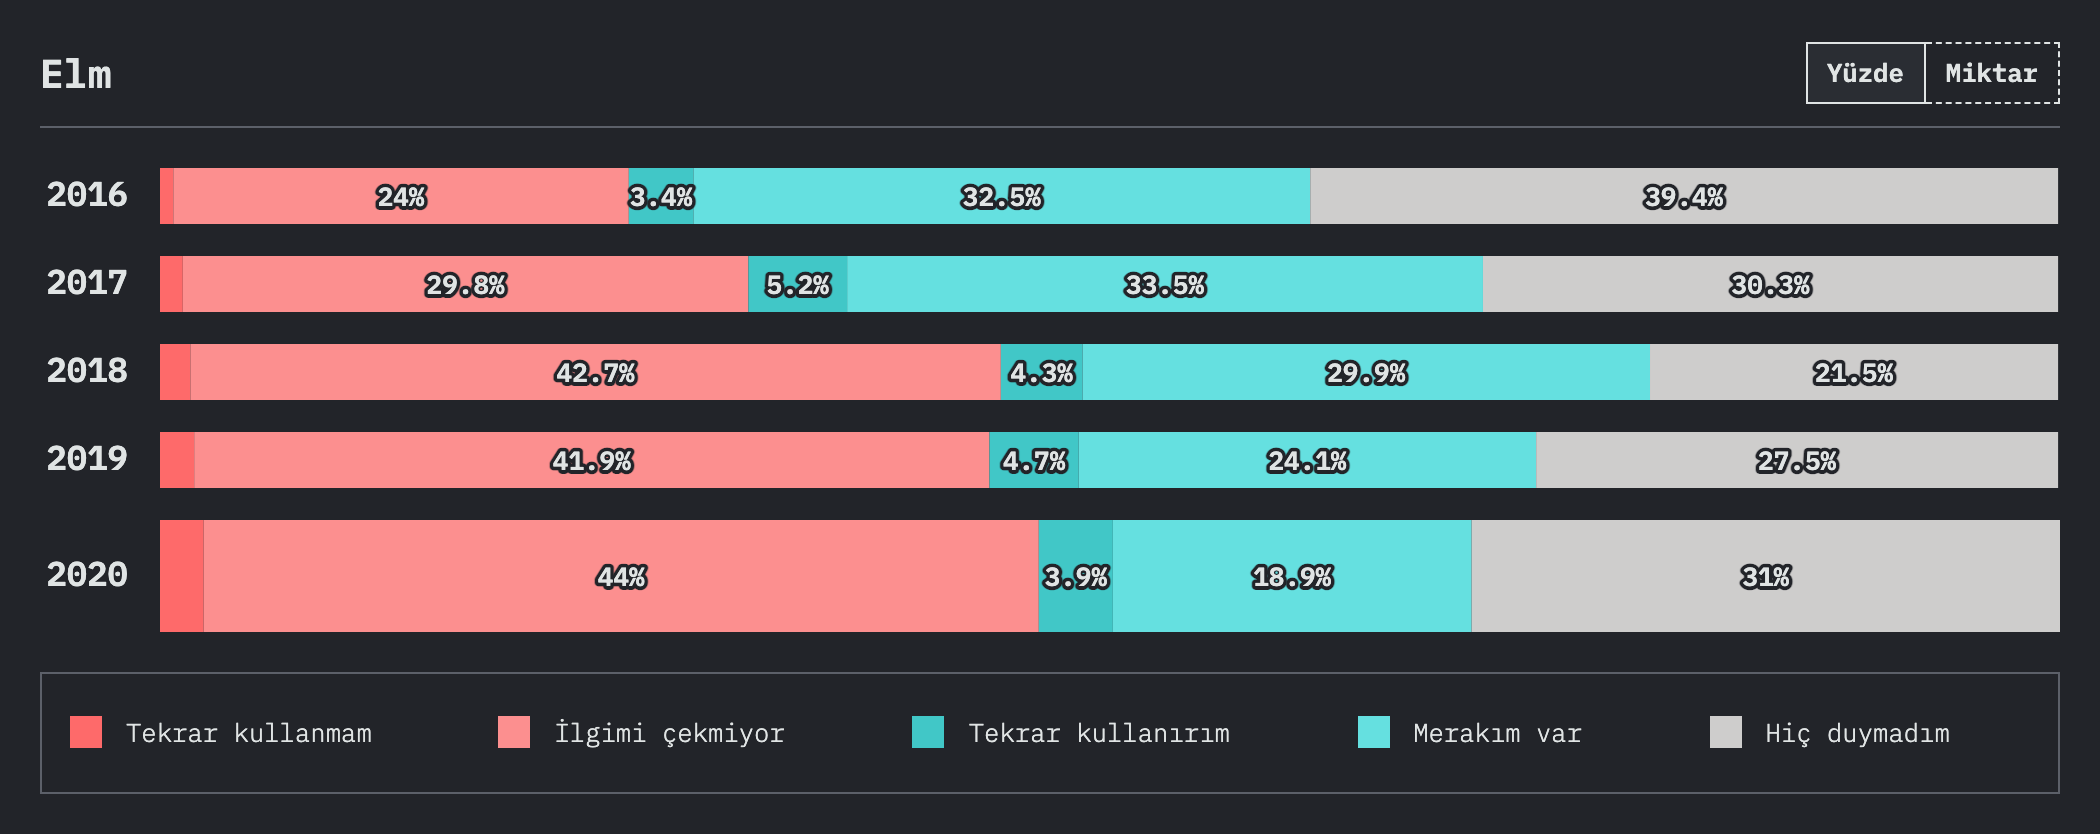 Elm
Yüzde Miktar
2016 24% 3.4% 32.5% 39.4%
2017 29.8% 5.2% 33.5% 30.3%
2018 42.7% 4.3% 29.9% 21.5%
2019 41.9% 4.7% 24.1% 27.5%
2020 44% 3.9% 18.9% 31%
Tekrar kullanmam İlgimi çekmiyor Tekrar kullanırım Merakım var Hiç duymadım